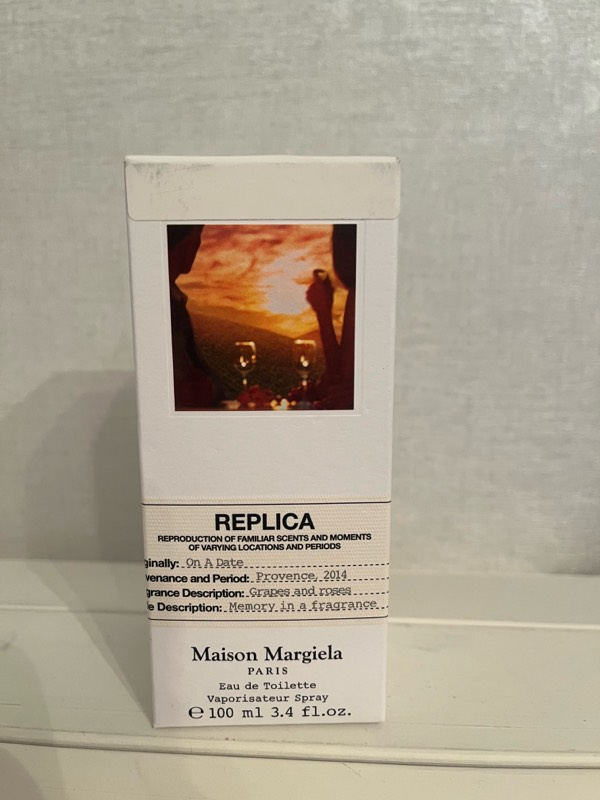 REPLICA
REPRODUCTION OF FAMILIAR SCENTS AND MOMENTS
OF VARYING LOCATIONS AND PERIODS
ginally: On A Date
venance and Period: Provence, 2014
grance Description: Grapes and roses
e Description: Memory in a fragrance
Maison Margiela
PARIS
Eau de Toilette
Vaporisateur Spray
℮ 100 ml 3.4 fl.oz.